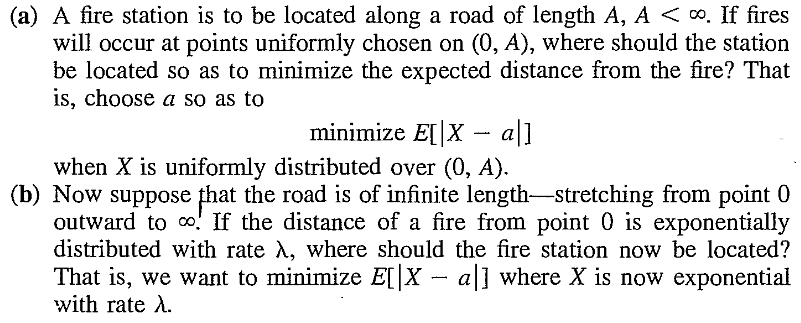 (a) A fire station is to be located along a road of length A, A < ∞. If fires
will occur at points uniformly chosen on (0, A), where should the station
be located so as to minimize the expected distance from the fire? That
is, choose a so as to
minimize E[|X − a|]
when X is uniformly distributed over (0, A).
(b) Now suppose that the road is of infinite length—stretching from point 0
outward to ∞. If the distance of a fire from point 0 is exponentially
distributed with rate λ, where should the fire station now be located?
That is, we want to minimize E[|X − a|] where X is now exponential
with rate λ.